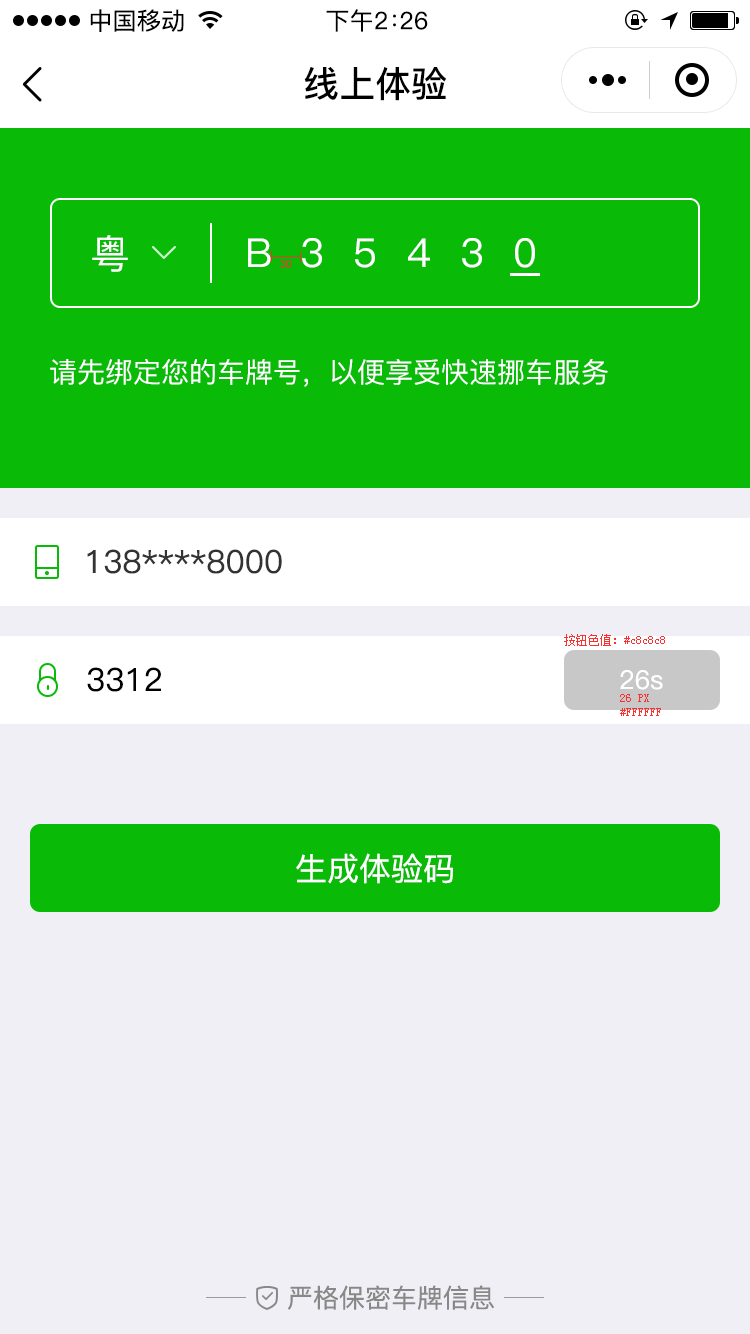 中国移动 下午2:26
线上体验
粤 B 3 5 4 3 0
30
请先绑定您的车牌号，以便享受快速挪车服务
138****8000
按钮色值：#c8c8c8
3312 26s
26 PX
#FFFFFF
生成体验码
严格保密车牌信息